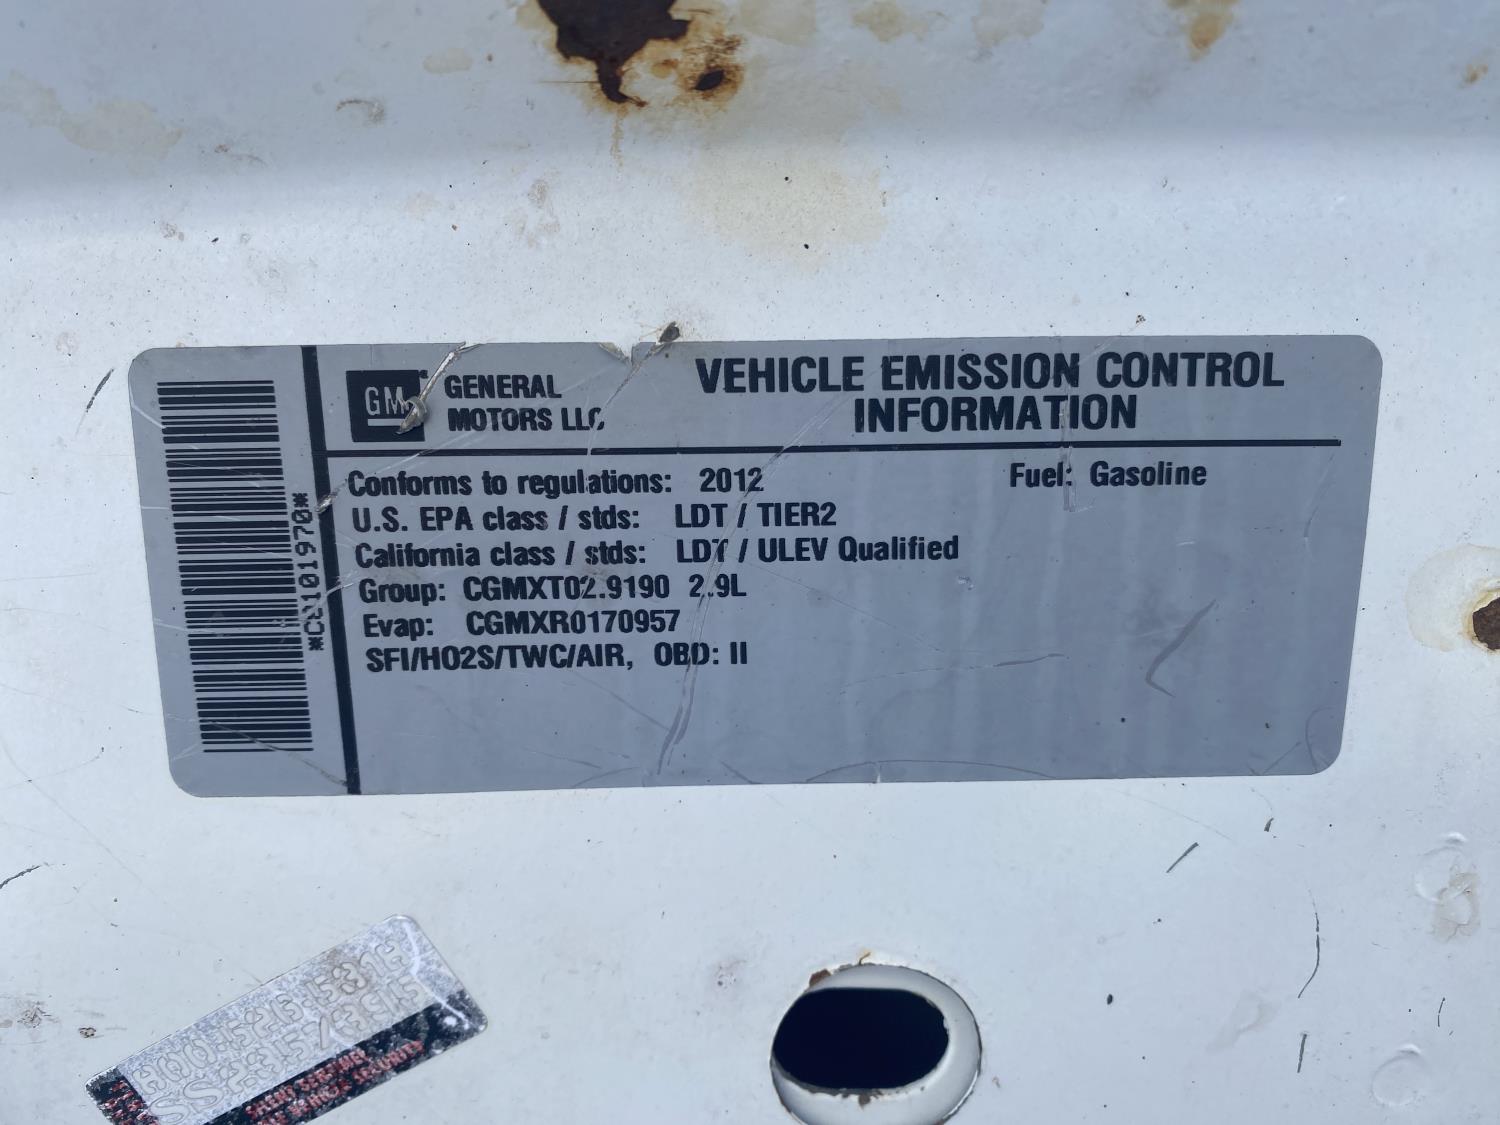 GM
GENERAL
MOTORS LLC
VEHICLE EMISSION CONTROL
INFORMATION
Conforms to regulations: 2012
Fuel: Gasoline
U.S. EPA class / stds: LDT / TIER2
California class / stds: LDT / ULEV Qualified
Group: CGMXT02.9190 2.9L
Evap: CGMXR0170957
SFI/HO2S/TWC/AIR, OBD: II